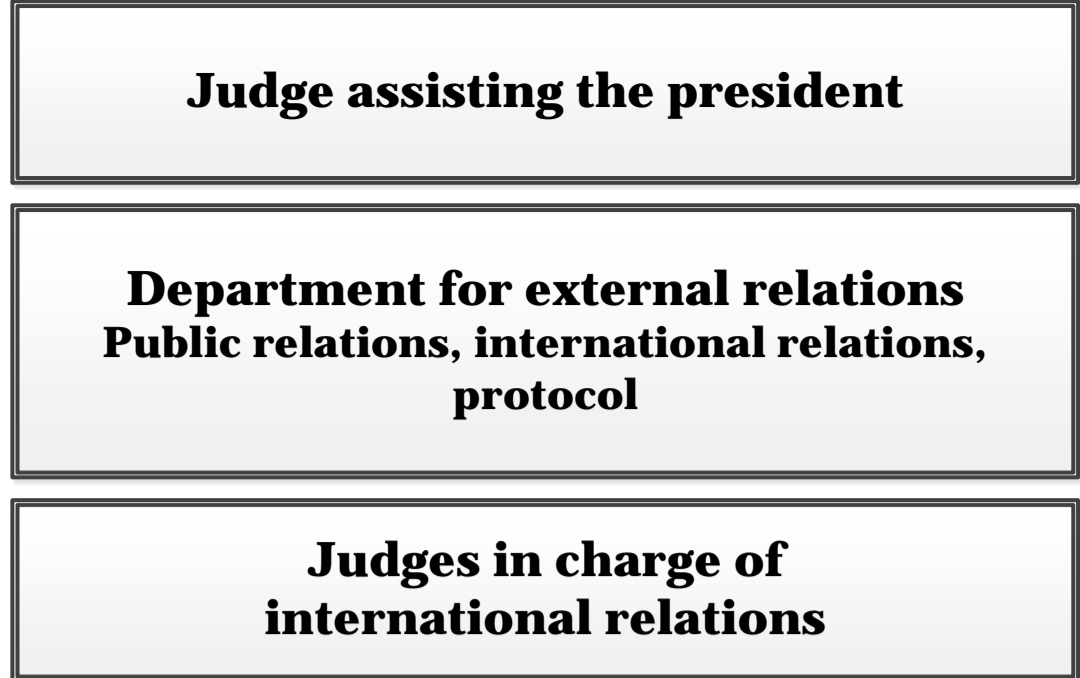 Judge assisting the president
Department for external relations
Public relations, international relations,
protocol
Judges in charge of
international relations